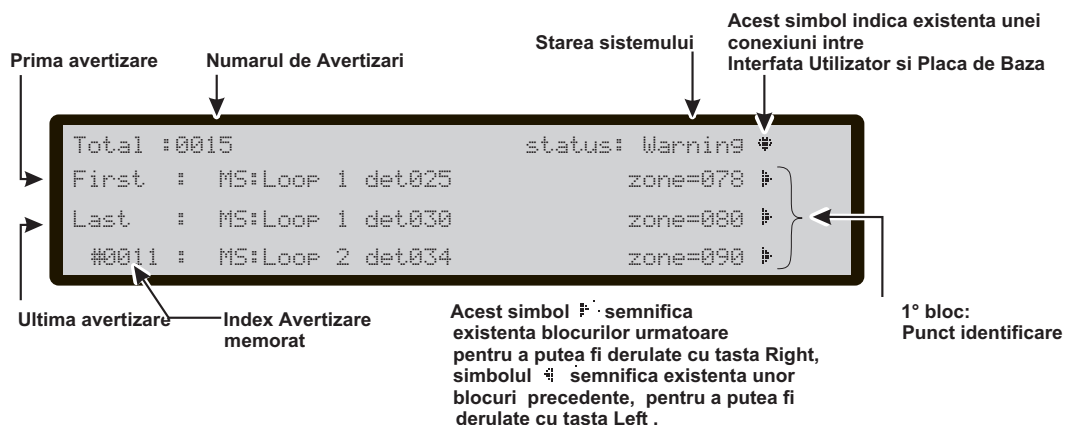 Acest simbol indica existenta unei
conexiuni intre
Interfata Utilizator si Placa de Baza
Starea sistemului
Prima avertizare
Numarul de Avertizari
Total :0015 status: Warning
First : MS:Loop 1 det025 zone=078
Last : MS:Loop 1 det030 zone=080
#0011 : MS:Loop 2 det034 zone=090
Ultima avertizare
Index Avertizare
memorat
Acest simbol semnifica
existenta blocurilor urmatoare
pentru a putea fi derulate cu tasta Right,
simbolul semnifica existenta unor
blocuri precedente, pentru a putea fi
derulate cu tasta Left .
1° bloc:
Punct identificare